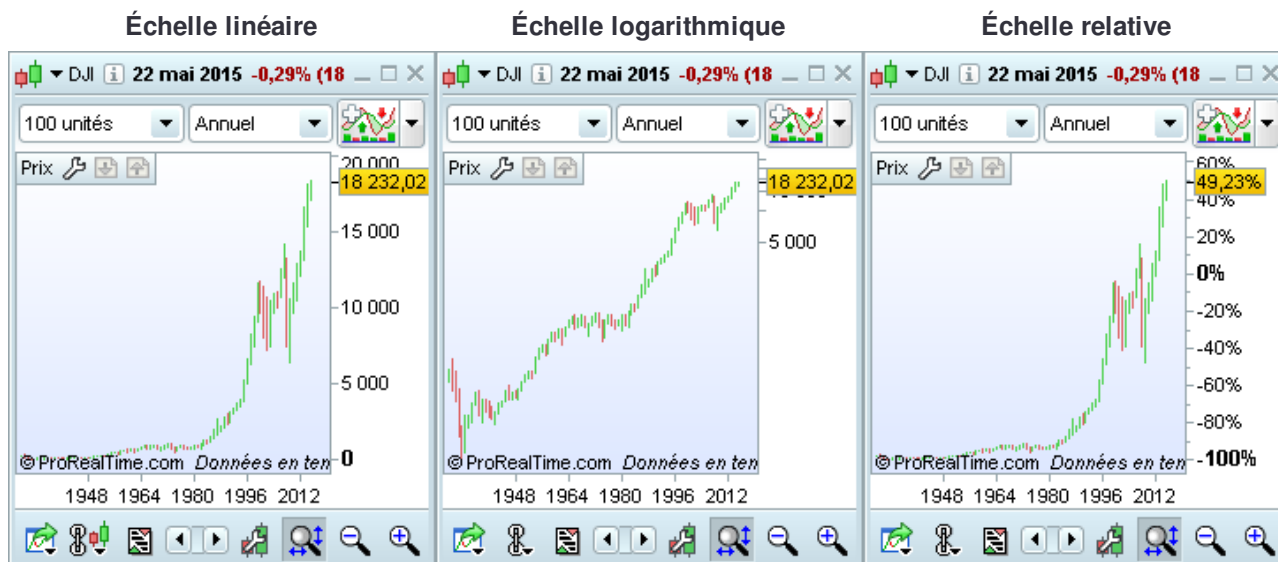 Échelle linéaire
Échelle logarithmique
Échelle relative
DJI 22 mai 2015 -0,29% (18
DJI 22 mai 2015 -0,29% (18
DJI 22 mai 2015 -0,29% (18
100 unités Annuel
100 unités Annuel
100 unités Annuel
Prix
20 000
18 232,02
15 000
10 000
5 000
0
©ProRealTime.com Données en ten
1948 1964 1980 1996 2012
Prix
18 232,02
5 000
©ProRealTime.com Données en ten
1948 1964 1980 1996 2012
Prix
60%
49,23%
40%
20%
0%
-20%
-40%
-60%
-80%
-100%
©ProRealTime.com Données en ten
1948 1964 1980 1996 2012